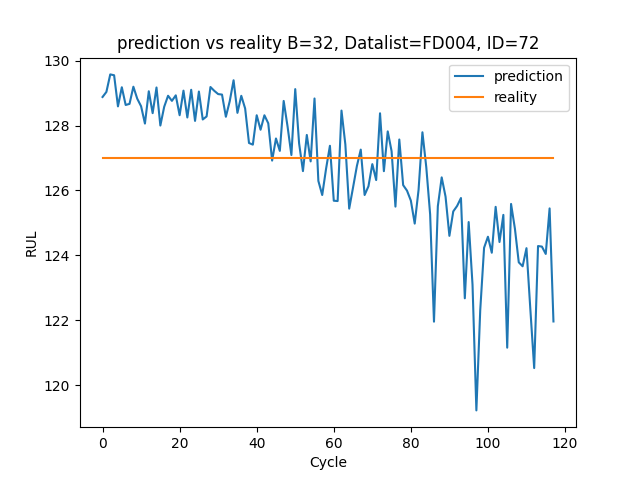 prediction vs reality B=32, Datalist=FD004, ID=72
prediction
reality
RUL
130
128
126
124
122
120
0 20 40 60 80 100 120
Cycle